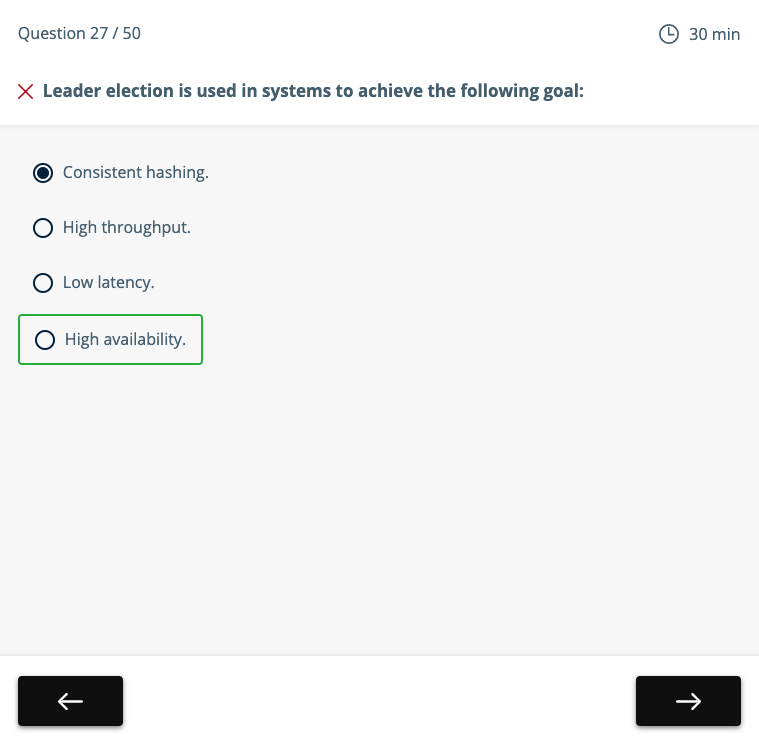 Question 27 / 50
30 min
Leader election is used in systems to achieve the following goal:
Consistent hashing.
High throughput.
Low latency.
High availability.